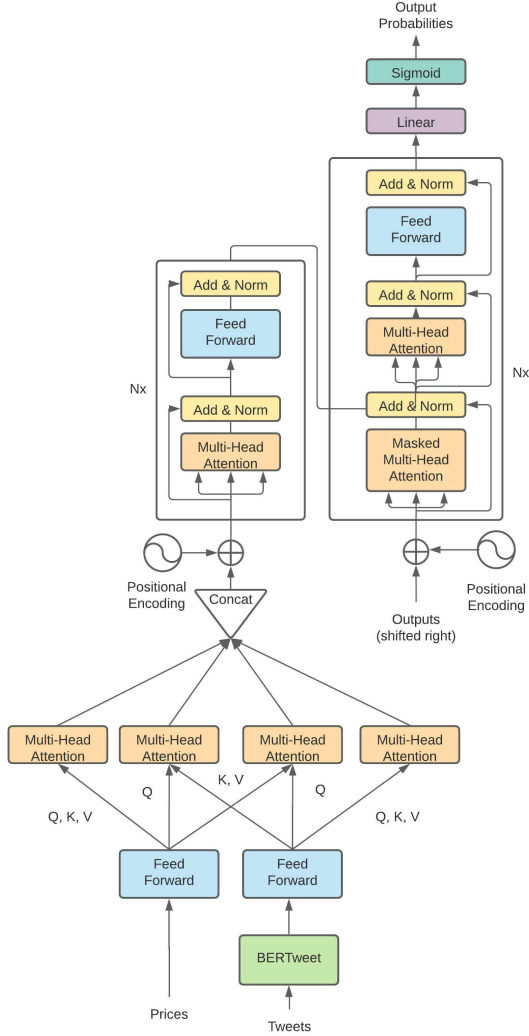 Output
Probabilities
Sigmoid
Linear
Add & Norm
Feed
Forward
Add & Norm
Multi-Head
Attention
Add & Norm
Masked
Multi-Head
Attention
Nx
Add & Norm
Feed
Forward
Add & Norm
Multi-Head
Attention
Nx
Positional
Encoding
Concat
Positional
Encoding
Outputs
(shifted right)
Multi-Head
Attention
Multi-Head
Attention
Multi-Head
Attention
Multi-Head
Attention
Q, K, V
Q
K, V
Q
Q, K, V
Feed
Forward
Feed
Forward
BERTweet
Prices
Tweets